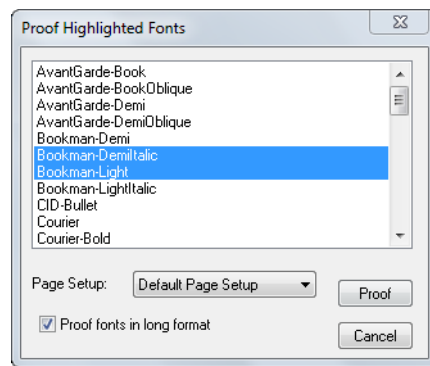 Proof Highlighted Fonts
AvantGarde-Book
AvantGarde-BookOblique
AvantGarde-Demi
AvantGarde-DemiOblique
Bookman-Demi
Bookman-DemiItalic
Bookman-Light
Bookman-LightItalic
CID-Bullet
Courier
Courier-Bold
Page Setup: Default Page Setup
Proof
Proof fonts in long format
Cancel